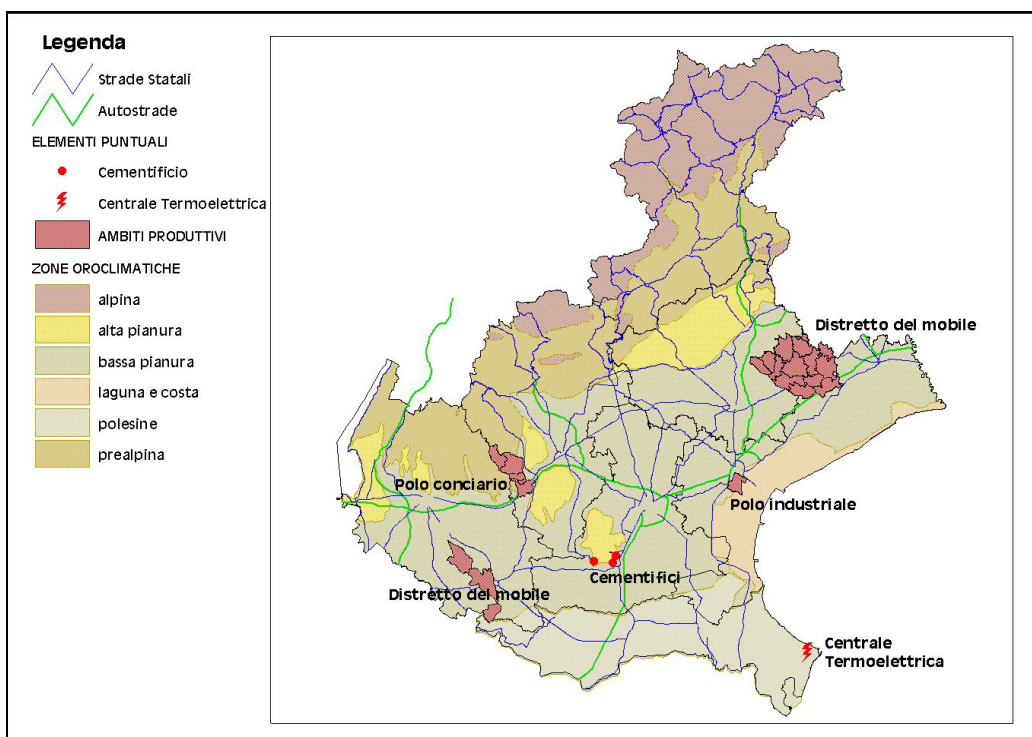 Legenda
Strade Statali
Autostrade
ELEMENTI PUNTUALI
Cementificio
Centrale Termoelettrica
AMBITI PRODUTTIVI
ZONE OROCLIMATICHE
alpina
alta pianura
bassa pianura
laguna e costa
polesine
prealpina
Distretto del mobile
Polo conciario
Polo industriale
Cementifici
Distretto del mobile
Centrale
Termoelettrica